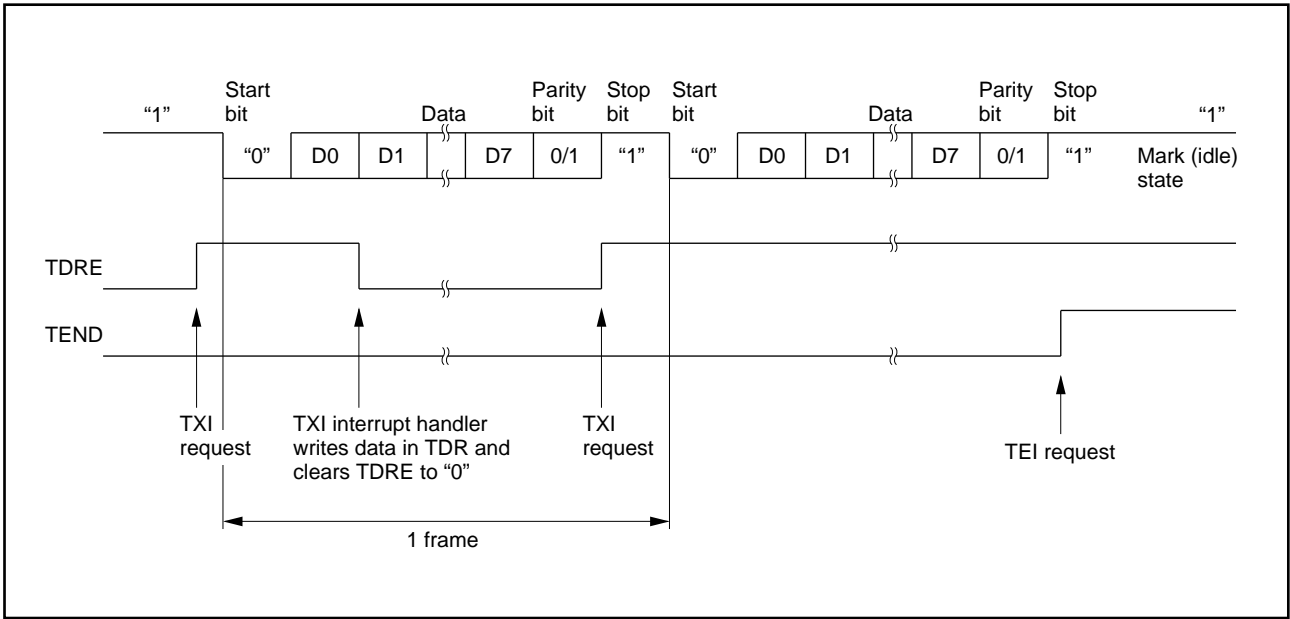 Start bit
Parity bit
Stop bit
Start bit
Parity bit
Stop bit
“1”
Data
Data
“1”
“0”
D0
D1
D7
0/1
“1”
“0”
D0
D1
D7
0/1
“1”
Mark (idle)
state
TDRE
TEND
TXI
request
TXI interrupt handler
writes data in TDR and
clears TDRE to “0”
TXI
request
TEI request
1 frame